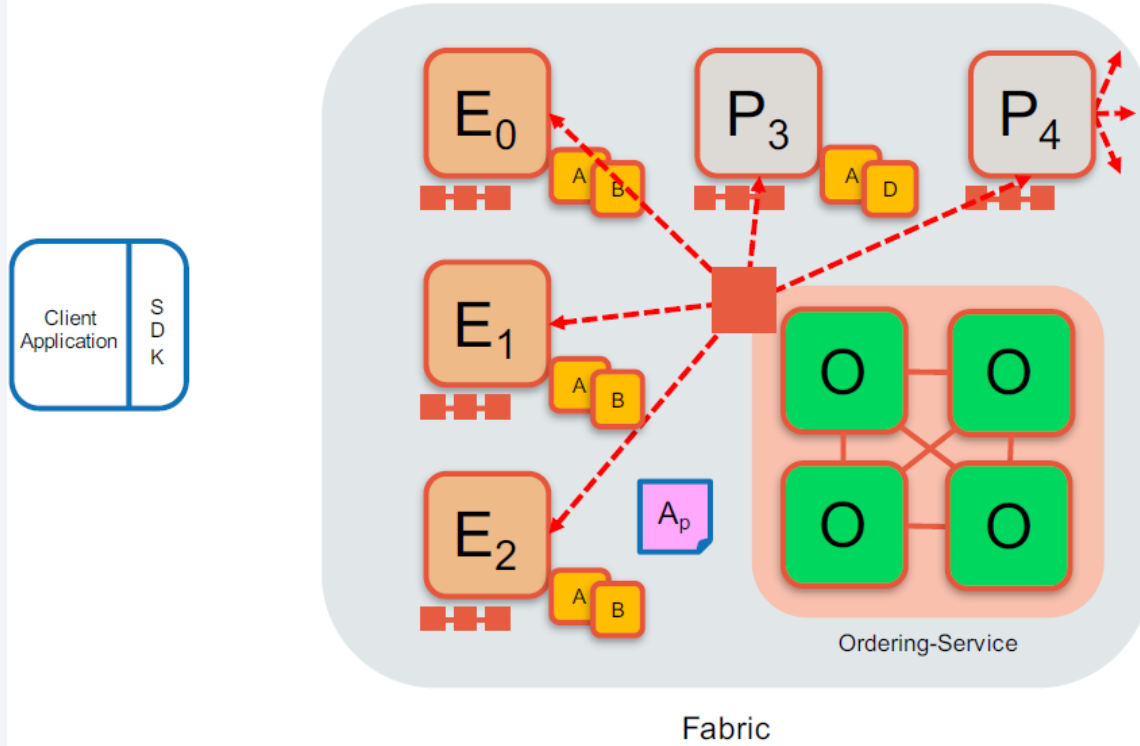 E0
P3
P4
A
B
A
D
Client
Application
S
D
K
E1
A
B
O
O
E2
Ap
O
O
A
B
Ordering-Service
Fabric